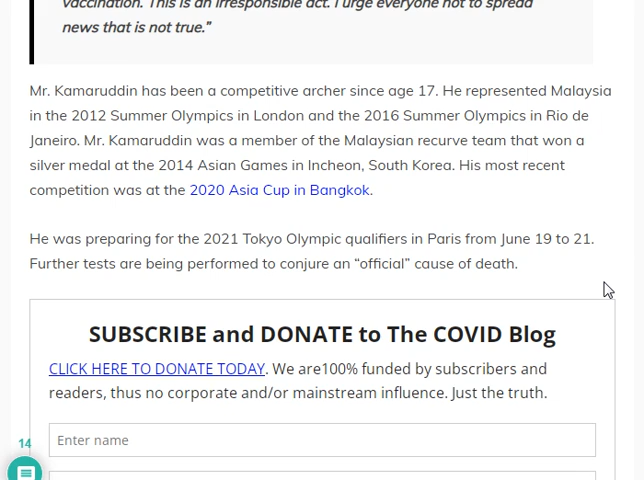 vaccination. This is an irresponsible act. I urge everyone not to spread
news that is not true.”
Mr. Kamaruddin has been a competitive archer since age 17. He represented Malaysia
in the 2012 Summer Olympics in London and the 2016 Summer Olympics in Rio de
Janeiro. Mr. Kamaruddin was a member of the Malaysian recurve team that won a
silver medal at the 2014 Asian Games in Incheon, South Korea. His most recent
competition was at the 2020 Asia Cup in Bangkok.
He was preparing for the 2021 Tokyo Olympic qualifiers in Paris from June 19 to 21.
Further tests are being performed to conjure an “official” cause of death.
SUBSCRIBE and DONATE to The COVID Blog
CLICK HERE TO DONATE TODAY. We are100% funded by subscribers and
readers, thus no corporate and/or mainstream influence. Just the truth.
Enter name
14